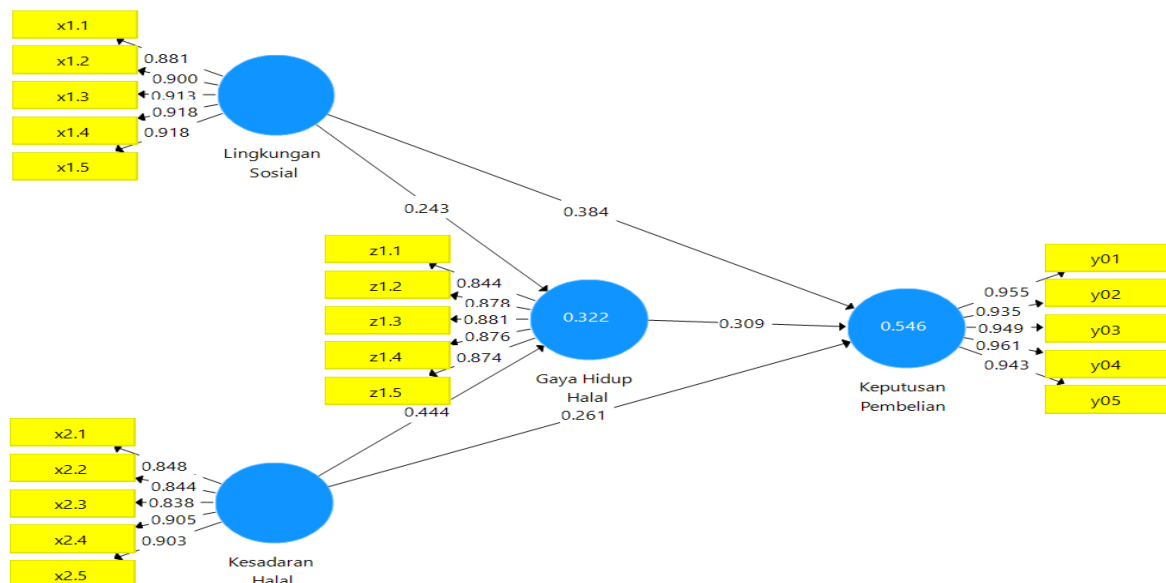 x1.1
x1.2
x1.3
x1.4
x1.5
0.881
0.900
0.913
0.918
0.918
Lingkungan
Sosial
0.243
0.384
z1.1
z1.2
z1.3
z1.4
z1.5
0.844
0.878
0.881
0.876
0.874
0.322
Gaya Hidup
Halal
0.309
0.546
Keputusan
Pembelian
0.955
0.935
0.949
0.961
0.943
y01
y02
y03
y04
y05
0.444
0.261
x2.1
x2.2
x2.3
x2.4
x2.5
0.848
0.844
0.838
0.905
0.903
Kesadaran
Halal